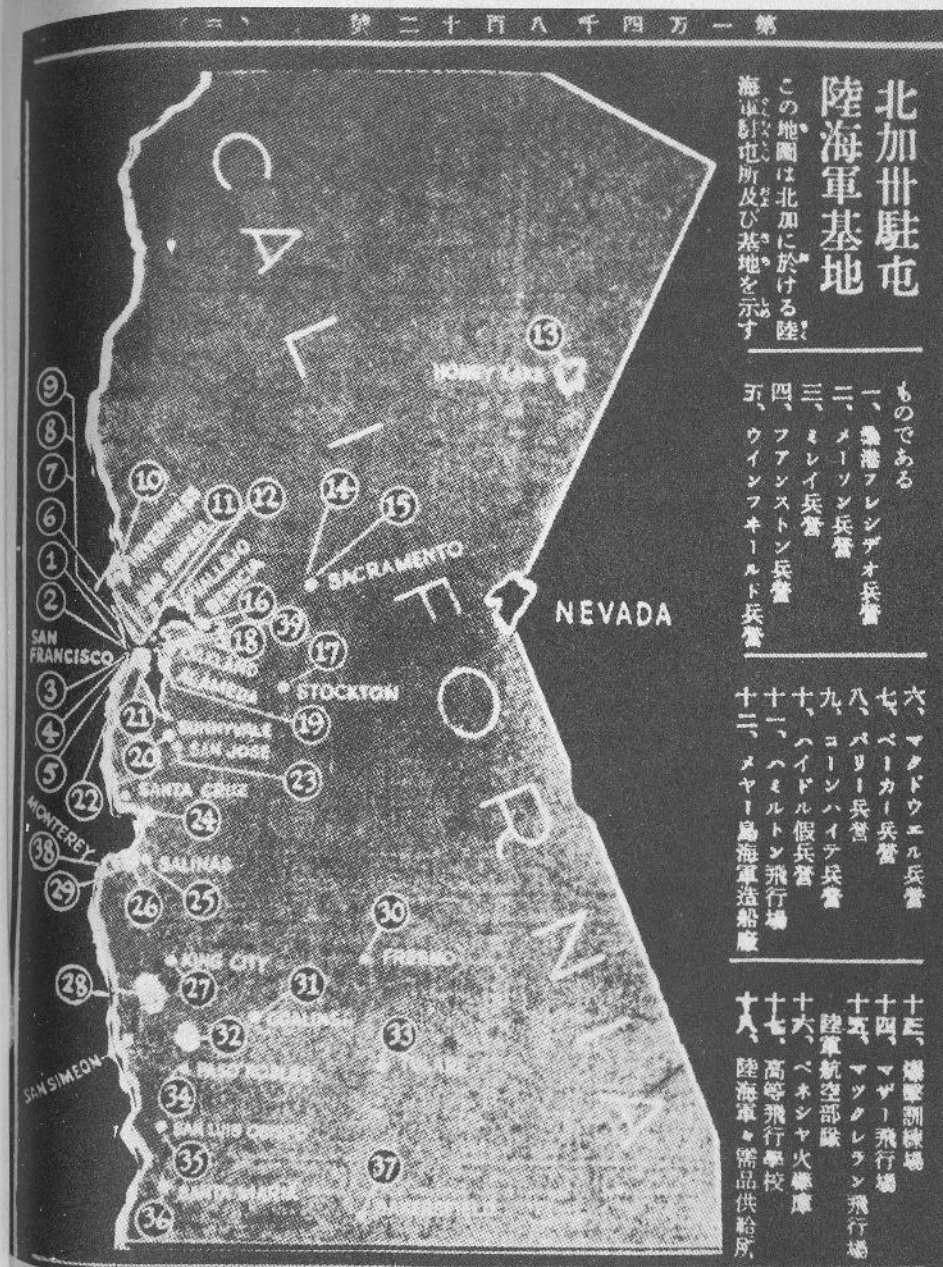 第一万四千八百十二號 (二)
北加卅駐屯
陸海軍基地
この地圖は北加に於ける陸
海軍駐屯所及び基地を示す
ものである
一、桑港プレシデオ兵營
二、メーソン兵營
三、ミレイ兵營
四、フアンストン兵營
五、ウインフキールド兵營
六、マクドウエル兵營
七、ベーカー兵營
八、バリー兵營
九、コーンハイテ兵營
十、ハイドル假兵營
十一、ハミルトン飛行場
十二、メヤー島海軍造船廠
十三、爆撃訓練場
十四、マザー飛行場
十五、マツクレラン飛行場
陸軍航空部隊
十六、ベネシヤ火藥庫
十七、高等飛行學校
十八、陸海軍需品供給所
CALIFORNIA
NEVADA
13
HONEY LAKE
9
8
7
6
1
2
SAN
FRANCISCO
3
4
5
22
10
11
12
14
15
SACRAMENTO
VALLEJO
BENICIA
16
39
18
ALAMEDA
17
STOCKTON
19
21
SUNNYVALE
20
SAN JOSE
23
SANTA CRUZ
24
MONTEREY
38
29
SALINAS
26
25
30
FRESNO
KING CITY
27
28
31
COALINGA
32
33
TULARE
SAN SIMEON
PASO ROBLES
34
SAN LUIS OBISPO
35
37
SANTA MARIA
36